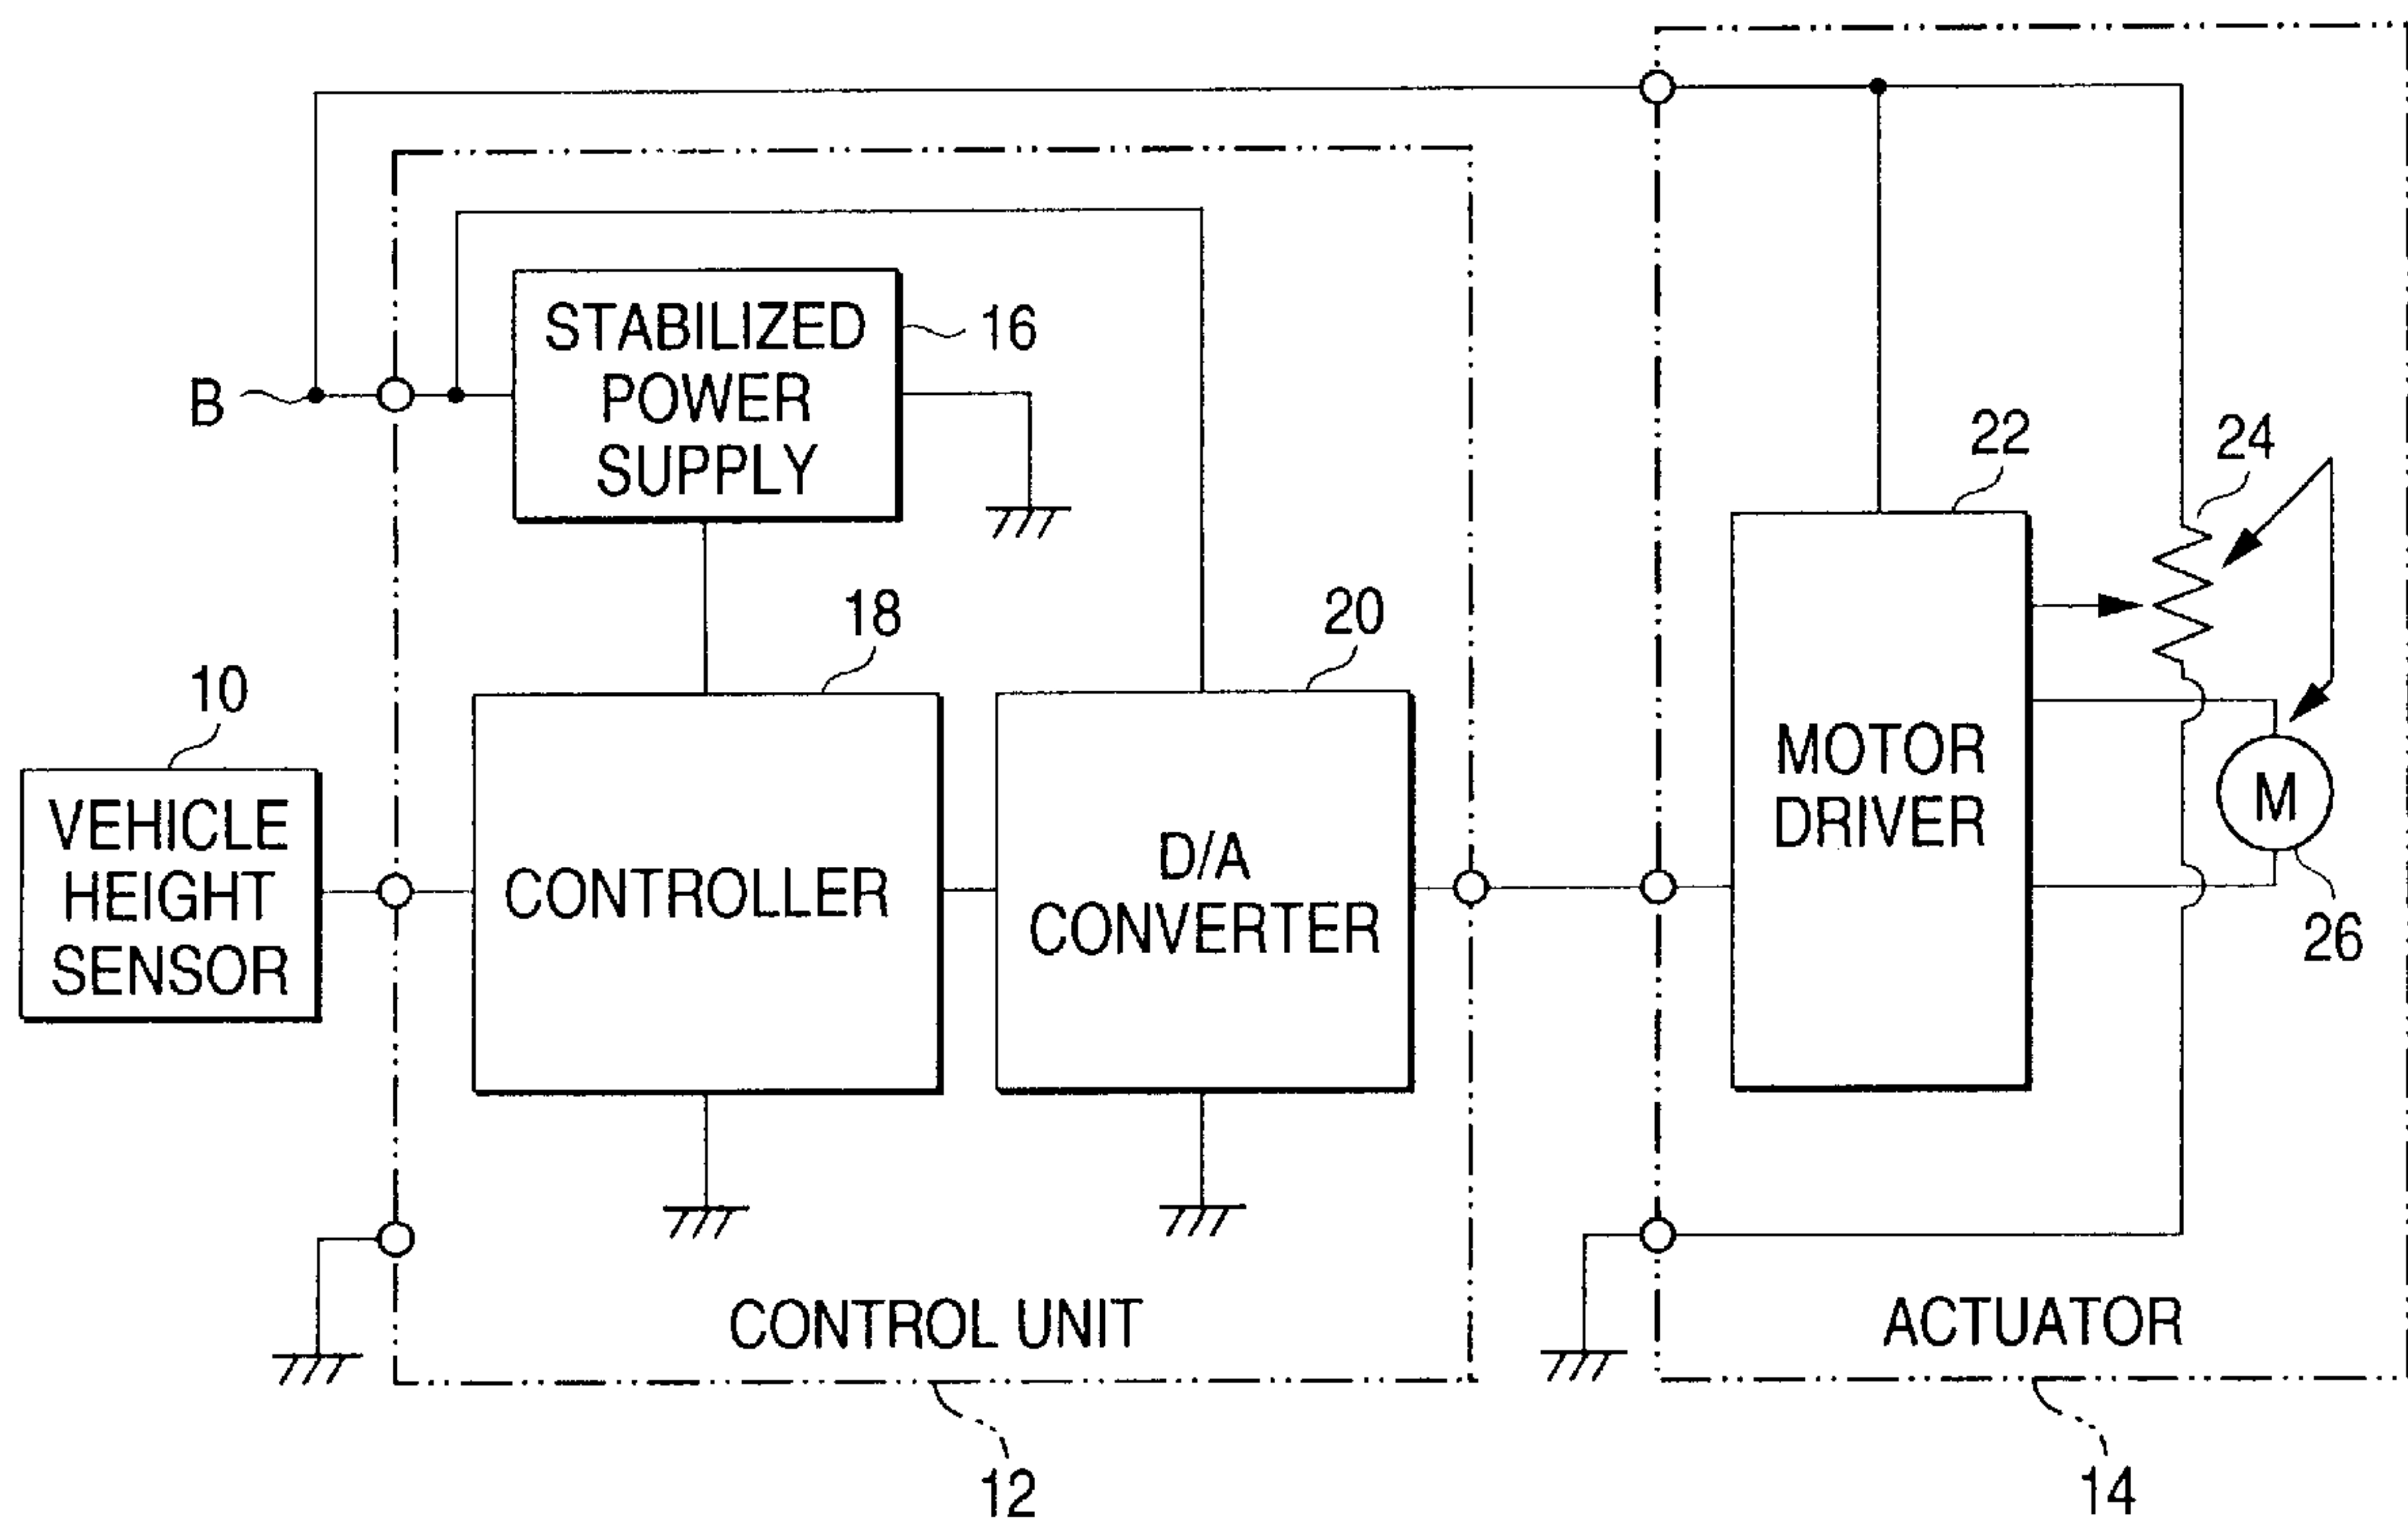 STABILIZED
POWER
SUPPLY
16
B
22
24
18
20
10
VEHICLE
HEIGHT
SENSOR
CONTROLLER
D/A
CONVERTER
MOTOR
DRIVER
M
26
CONTROL UNIT
ACTUATOR
12
14